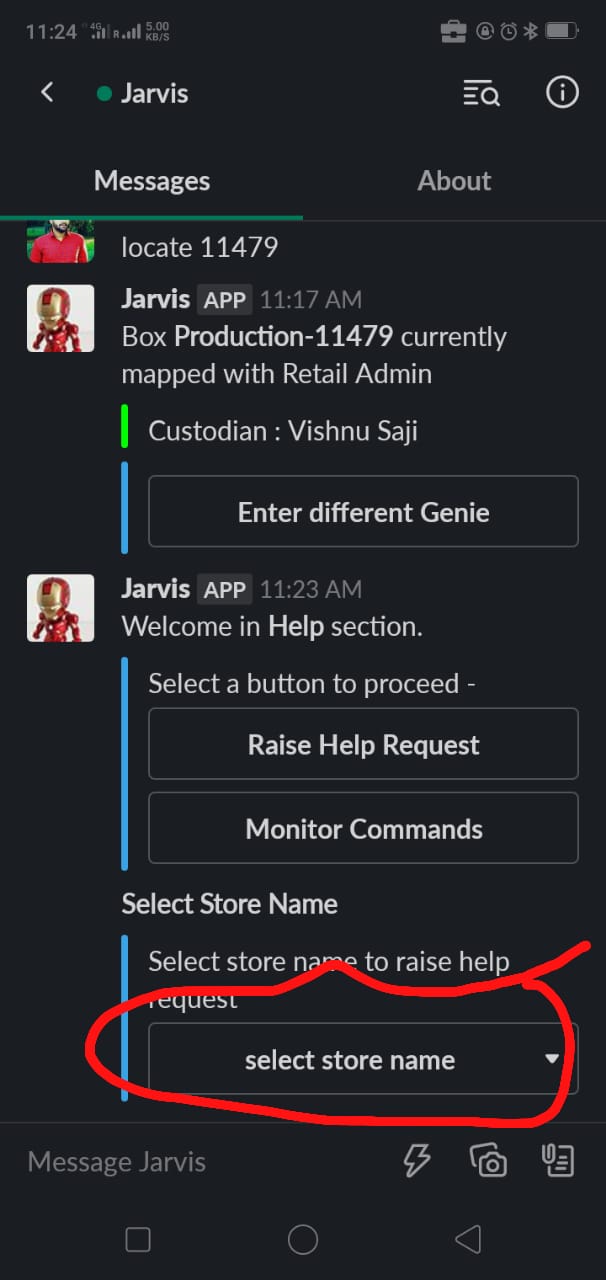 11:24 4G R 5.00 KB/S
Jarvis
Messages About
locate 11479
Jarvis APP 11:17 AM
Box Production-11479 currently
mapped with Retail Admin
Custodian : Vishnu Saji
Enter different Genie
Jarvis APP 11:23 AM
Welcome in Help section.
Select a button to proceed -
Raise Help Request
Monitor Commands
Select Store Name
Select store name to raise help
request
select store name
Message Jarvis